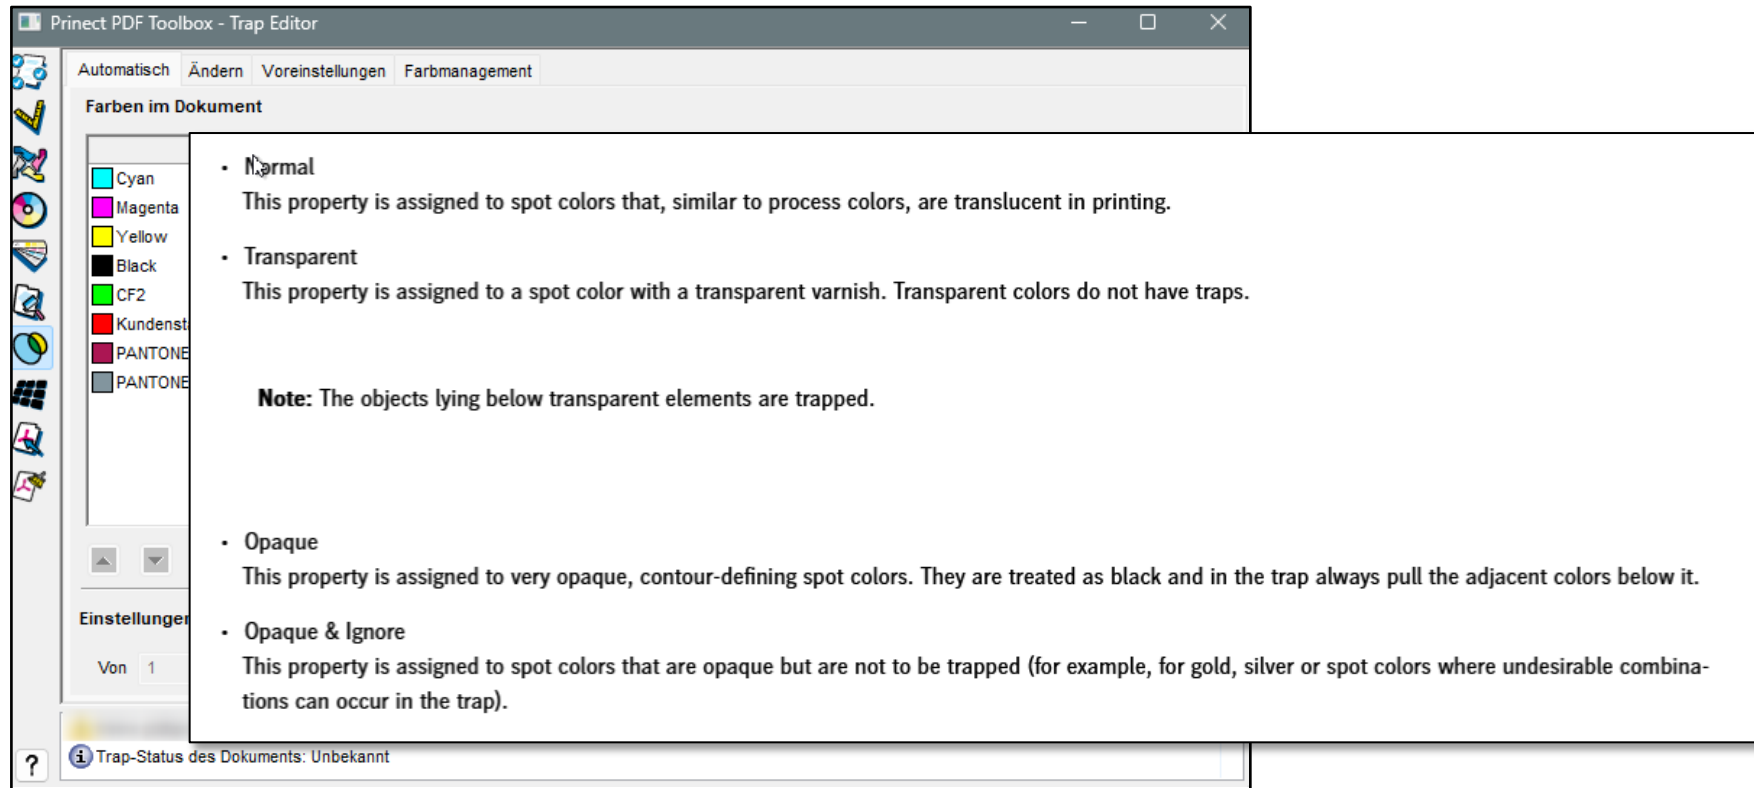 Prinect PDF Toolbox - Trap Editor
Automatisch Ändern Voreinstellungen Farbmanagement
Farben im Dokument
Cyan
Magenta
Yellow
Black
CF2
Kundenst
PANTONE
PANTONE
Einstellungen
Von 1
• Normal
This property is assigned to spot colors that, similar to process colors, are translucent in printing.
• Transparent
This property is assigned to a spot color with a transparent varnish. Transparent colors do not have traps.
Note: The objects lying below transparent elements are trapped.
• Opaque
This property is assigned to very opaque, contour-defining spot colors. They are treated as black and in the trap always pull the adjacent colors below it.
• Opaque & Ignore
This property is assigned to spot colors that are opaque but are not to be trapped (for example, for gold, silver or spot colors where undesirable combina-
tions can occur in the trap).
Trap-Status des Dokuments: Unbekannt
?